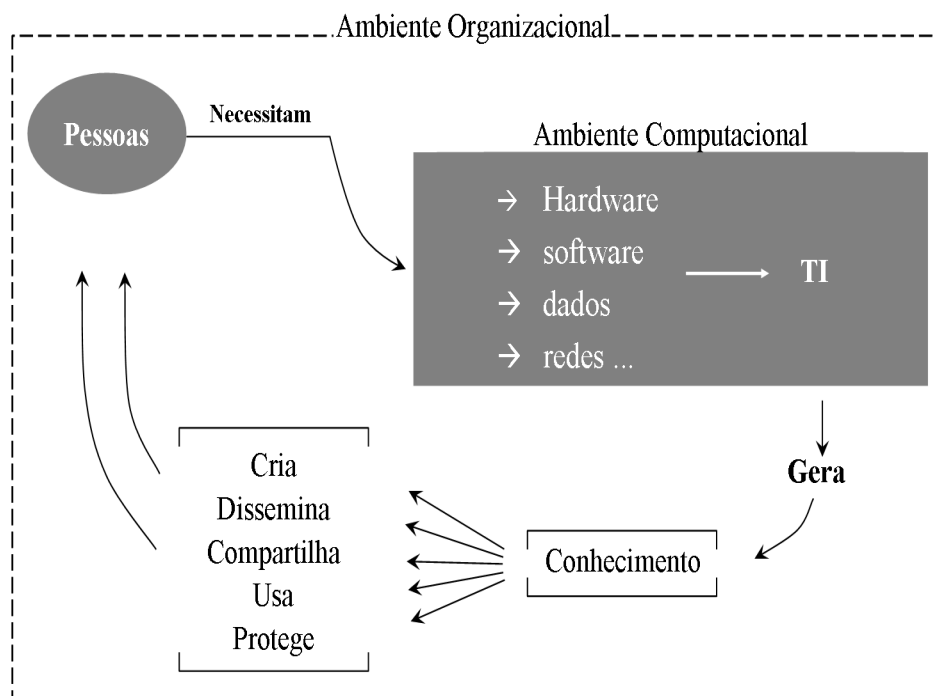 Ambiente Organizacional
Necessitam
Pessoas
Ambiente Computacional
→ Hardware
→ software
→ dados
→ redes ...
TI
Gera
Conhecimento
Cria
Dissemina
Compartilha
Usa
Protege